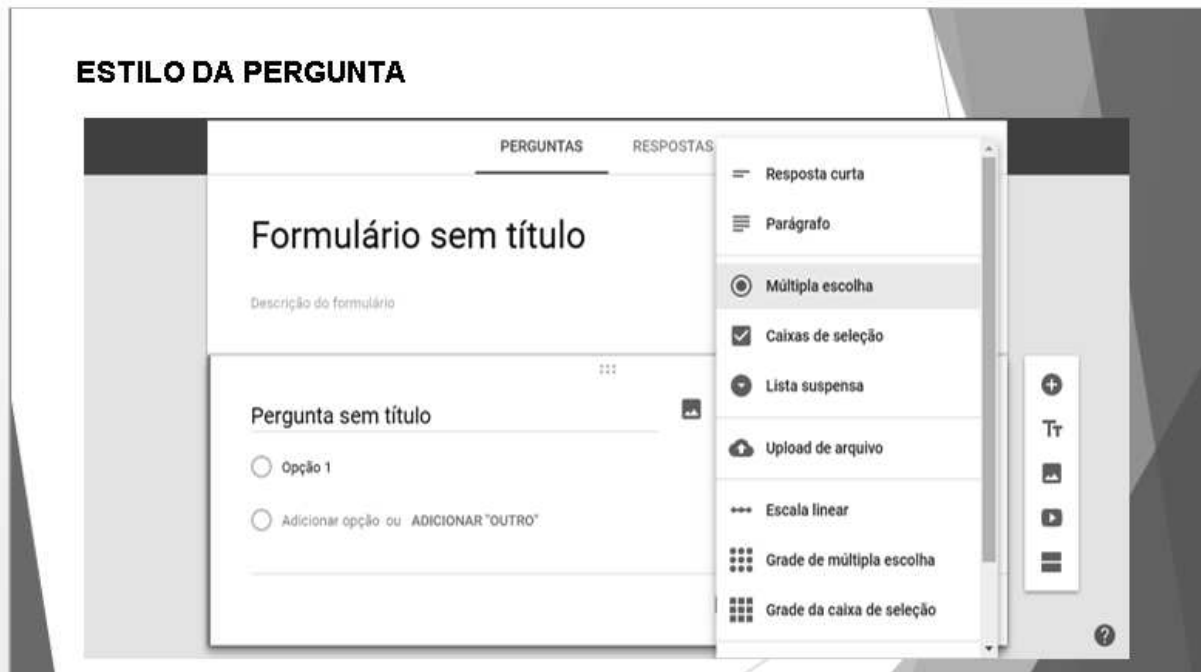 ESTILO DA PERGUNTA
PERGUNTAS
RESPOSTAS
Formulário sem título
Descrição do formulário
Pergunta sem título
Opção 1
Adicionar opção ou ADICIONAR "OUTRO"
Resposta curta
Parágrafo
Múltipla escolha
Caixas de seleção
Lista suspensa
Upload de arquivo
Escala linear
Grade de múltipla escolha
Grade da caixa de seleção
Tт